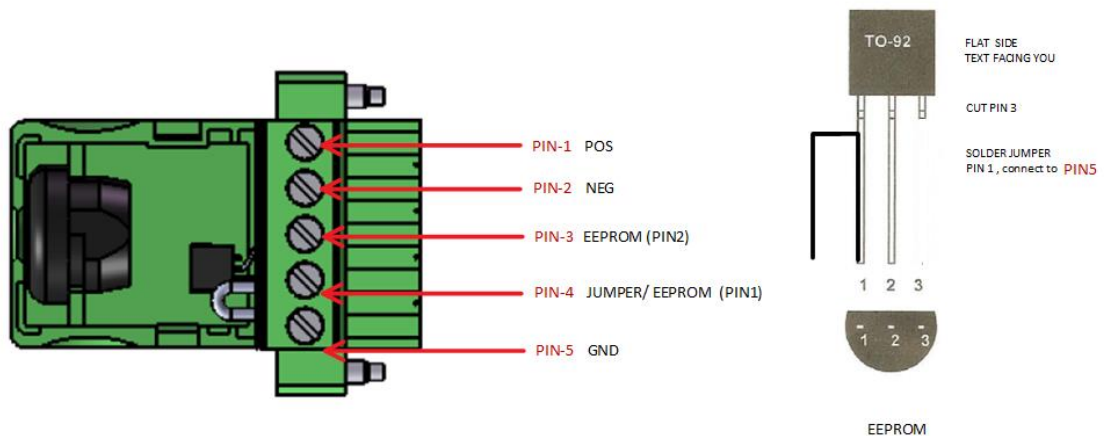 PIN-1 POS
PIN-2 NEG
PIN-3 EEPROM (PIN2)
PIN-4 JUMPER/ EEPROM (PIN1)
PIN-5 GND
TO-92
FLAT SIDE
TEXT FACING YOU
CUT PIN 3
SOLDER JUMPER
PIN 1 , connect to PIN5
1 2 3
1 2 3
EEPROM